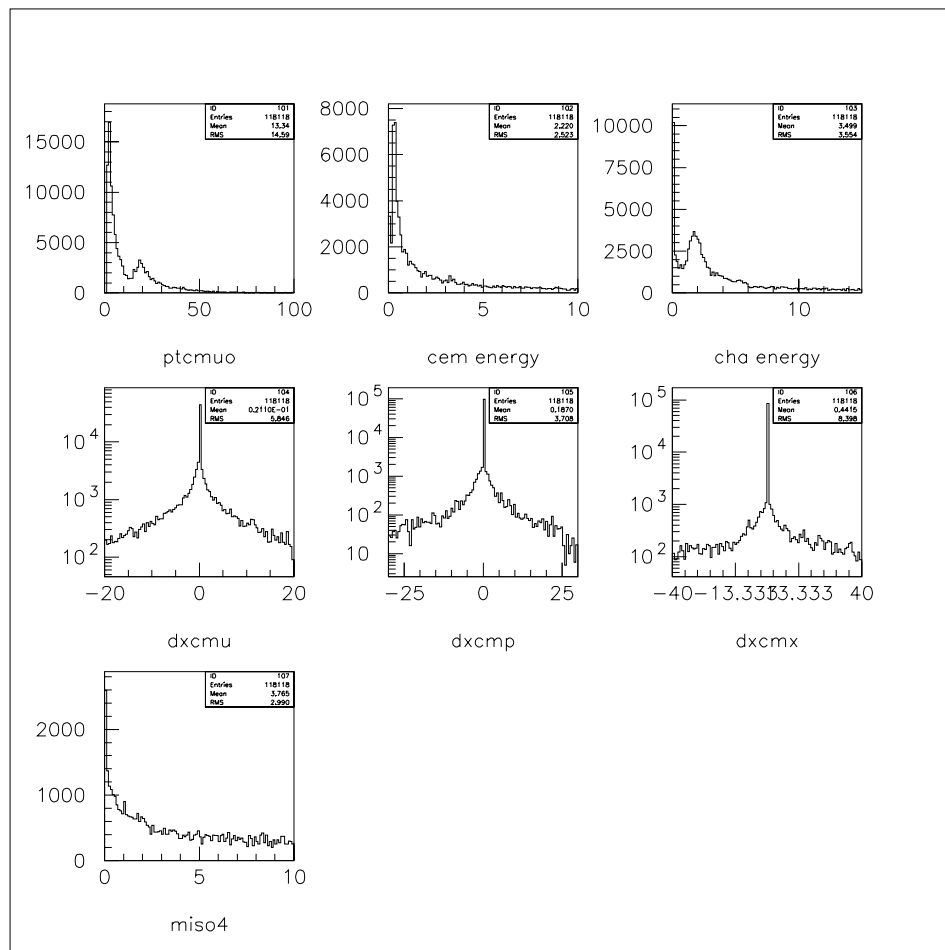 ID 101
Entries 118118
Mean 13.34
RMS 14.59
15000
10000
5000
0
0 50 100
ptcmuo
ID 102
Entries 118118
Mean 2.220
RMS 2.523
8000
6000
4000
2000
0
0 5 10
cem energy
ID 103
Entries 118118
Mean 3.499
RMS 3.554
10000
7500
5000
2500
0
0 10
cha energy
ID 104
Entries 118118
Mean 0.2110E-01
RMS 5.846
10 4
10 3
10 2
-20 0 20
dxcmu
ID 105
Entries 118118
Mean 0.1870
RMS 3.708
10 5
10 4
10 3
10 2
10
-25 0 25
dxcmp
ID 106
Entries 118118
Mean 0.4415
RMS 8.398
10 5
10 4
10 3
10 2
-40 -13.333 13.333 40
dxcmx
ID 107
Entries 118118
Mean 3.765
RMS 2.990
2000
1000
0
0 5 10
miso4